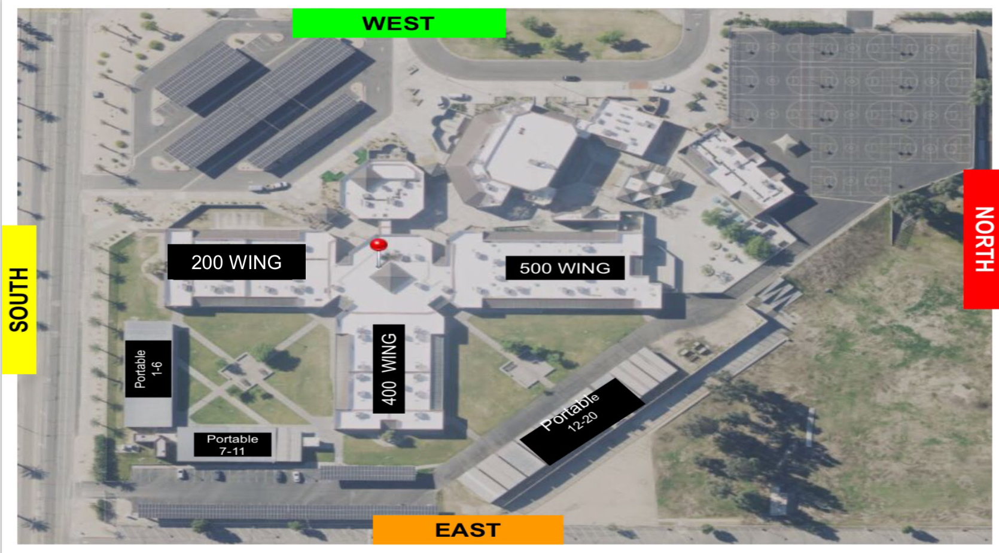 WEST
NORTH
SOUTH
200 WING
500 WING
400 WING
Portable
1-6
Portable
7-11
Portable
12-20
EAST